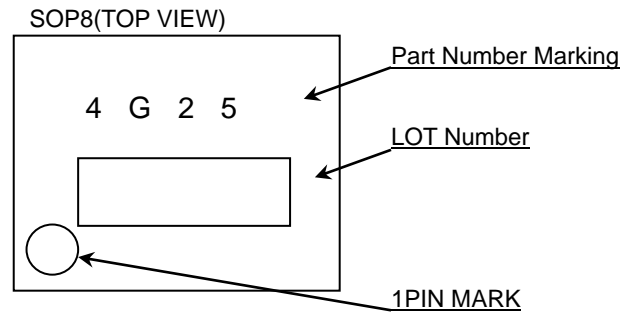 SOP8(TOP VIEW)
Part Number Marking
4 G 2 5
LOT Number
1PIN MARK